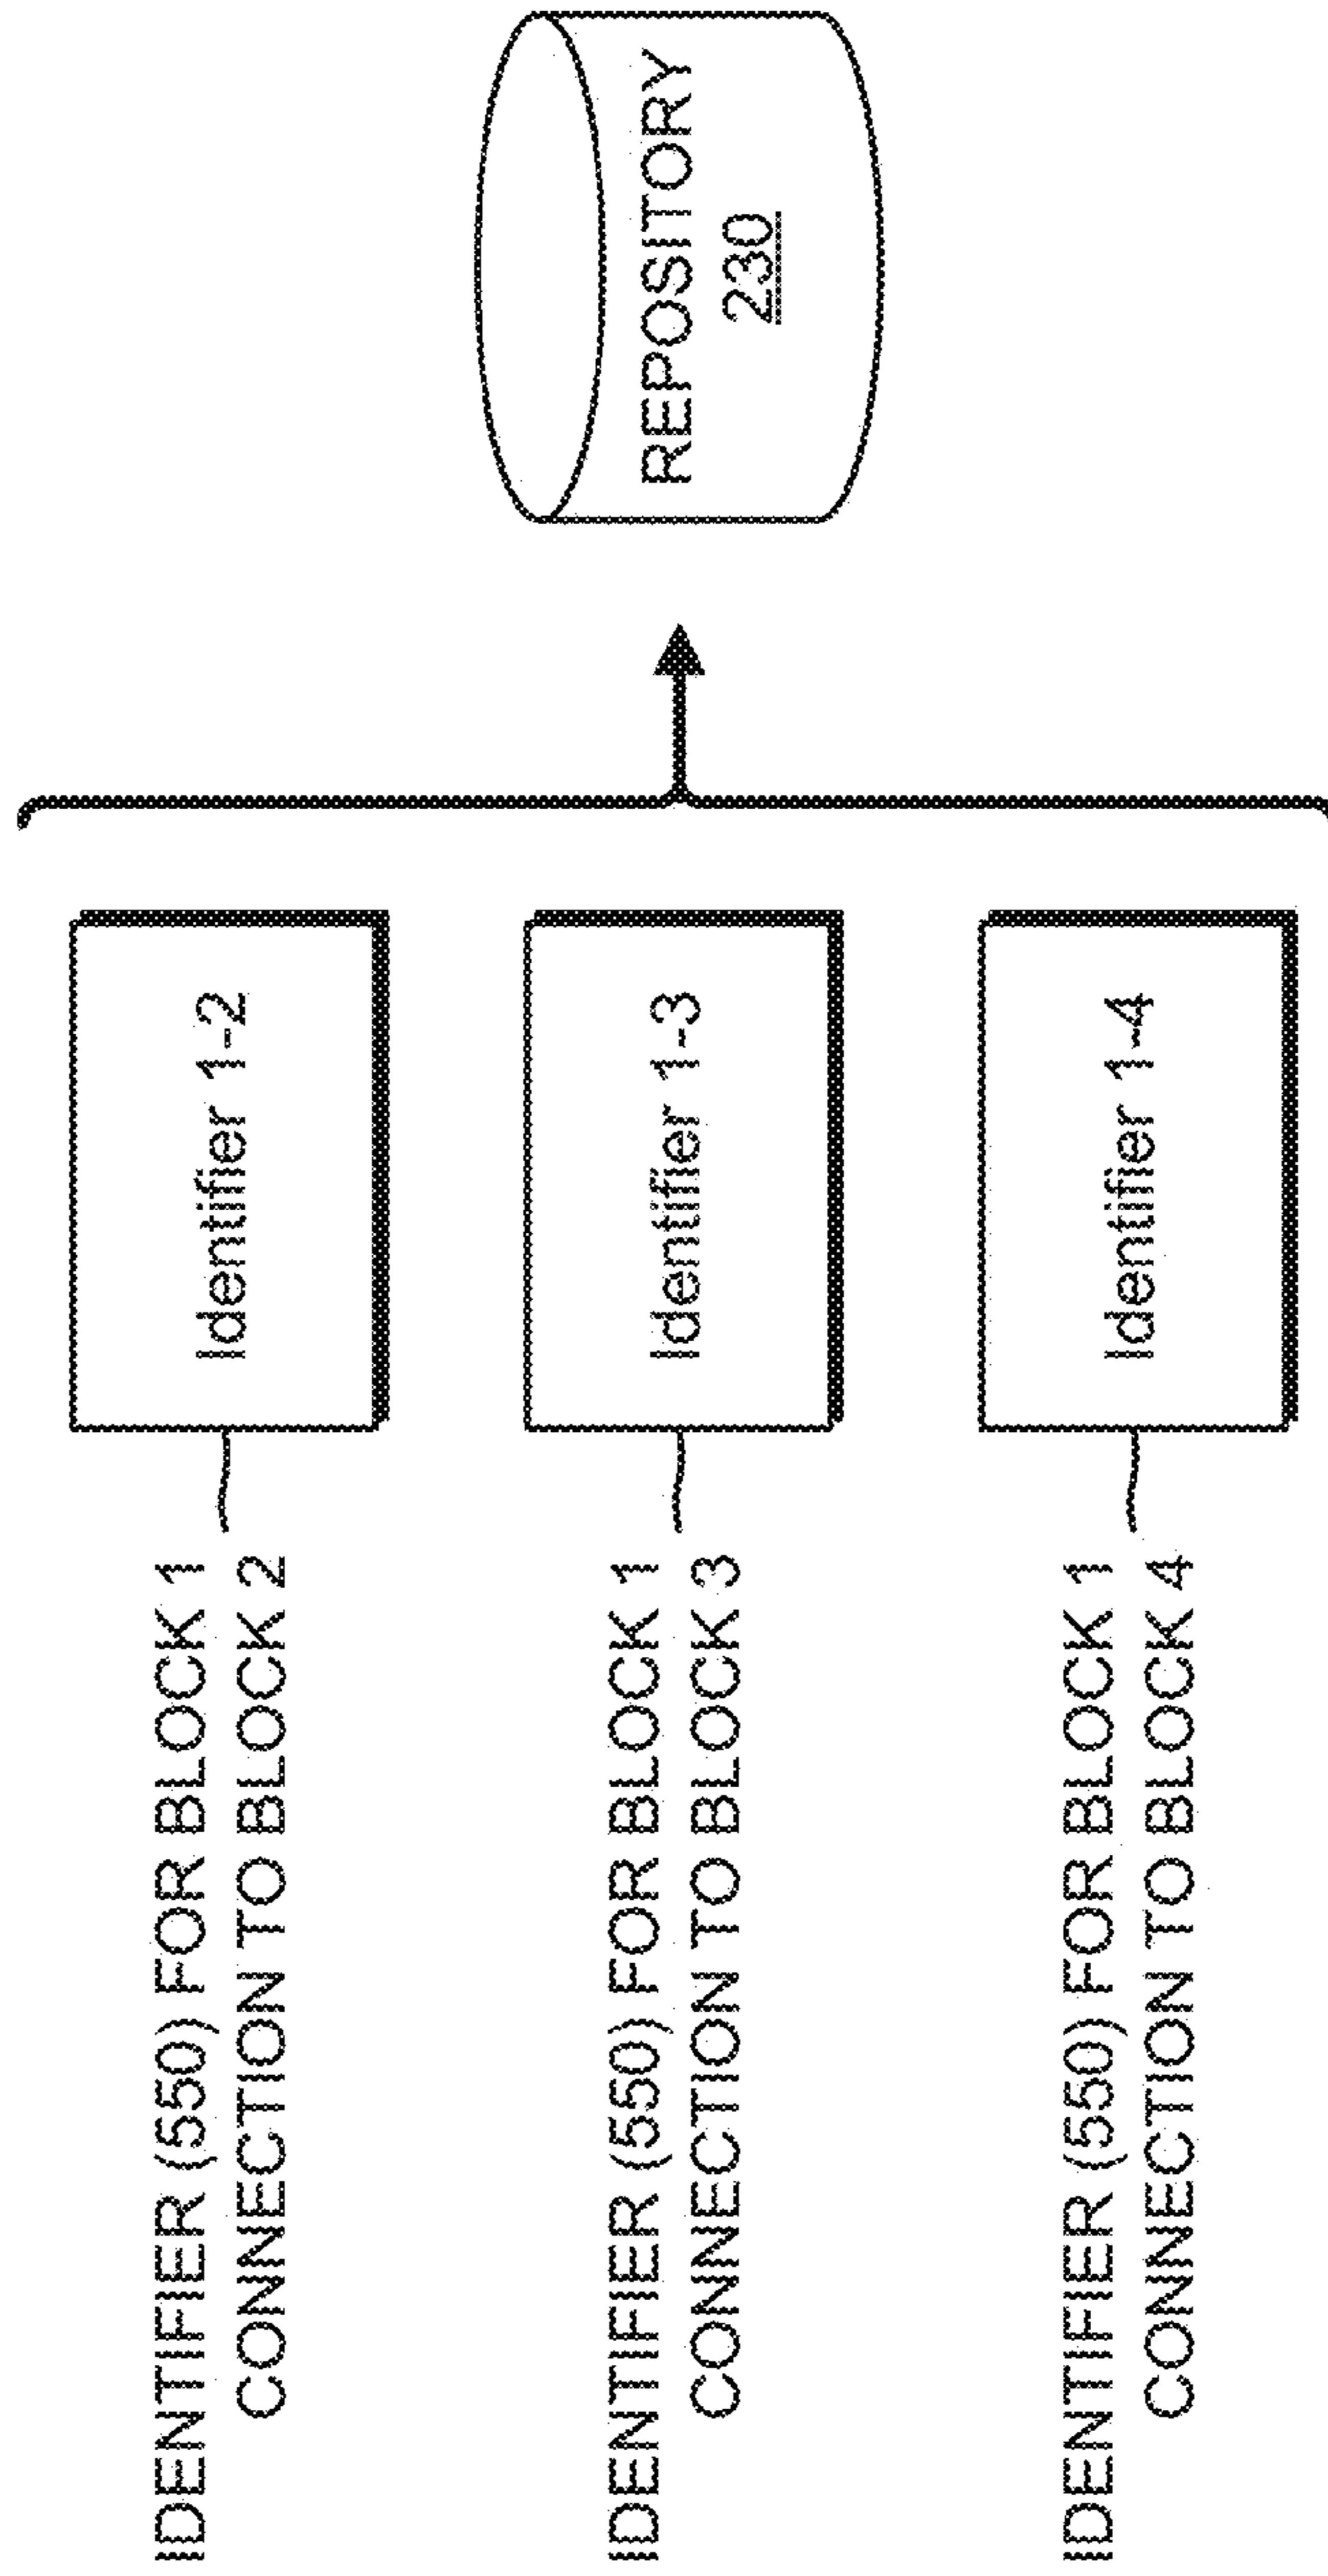 IDENTIFIER (550) FOR BLOCK 1
CONNECTION TO BLOCK 2
Identifier 1-2
IDENTIFIER (550) FOR BLOCK 1
CONNECTION TO BLOCK 3
Identifier 1-3
IDENTIFIER (550) FOR BLOCK 1
CONNECTION TO BLOCK 4
Identifier 1-4
REPOSITORY
230